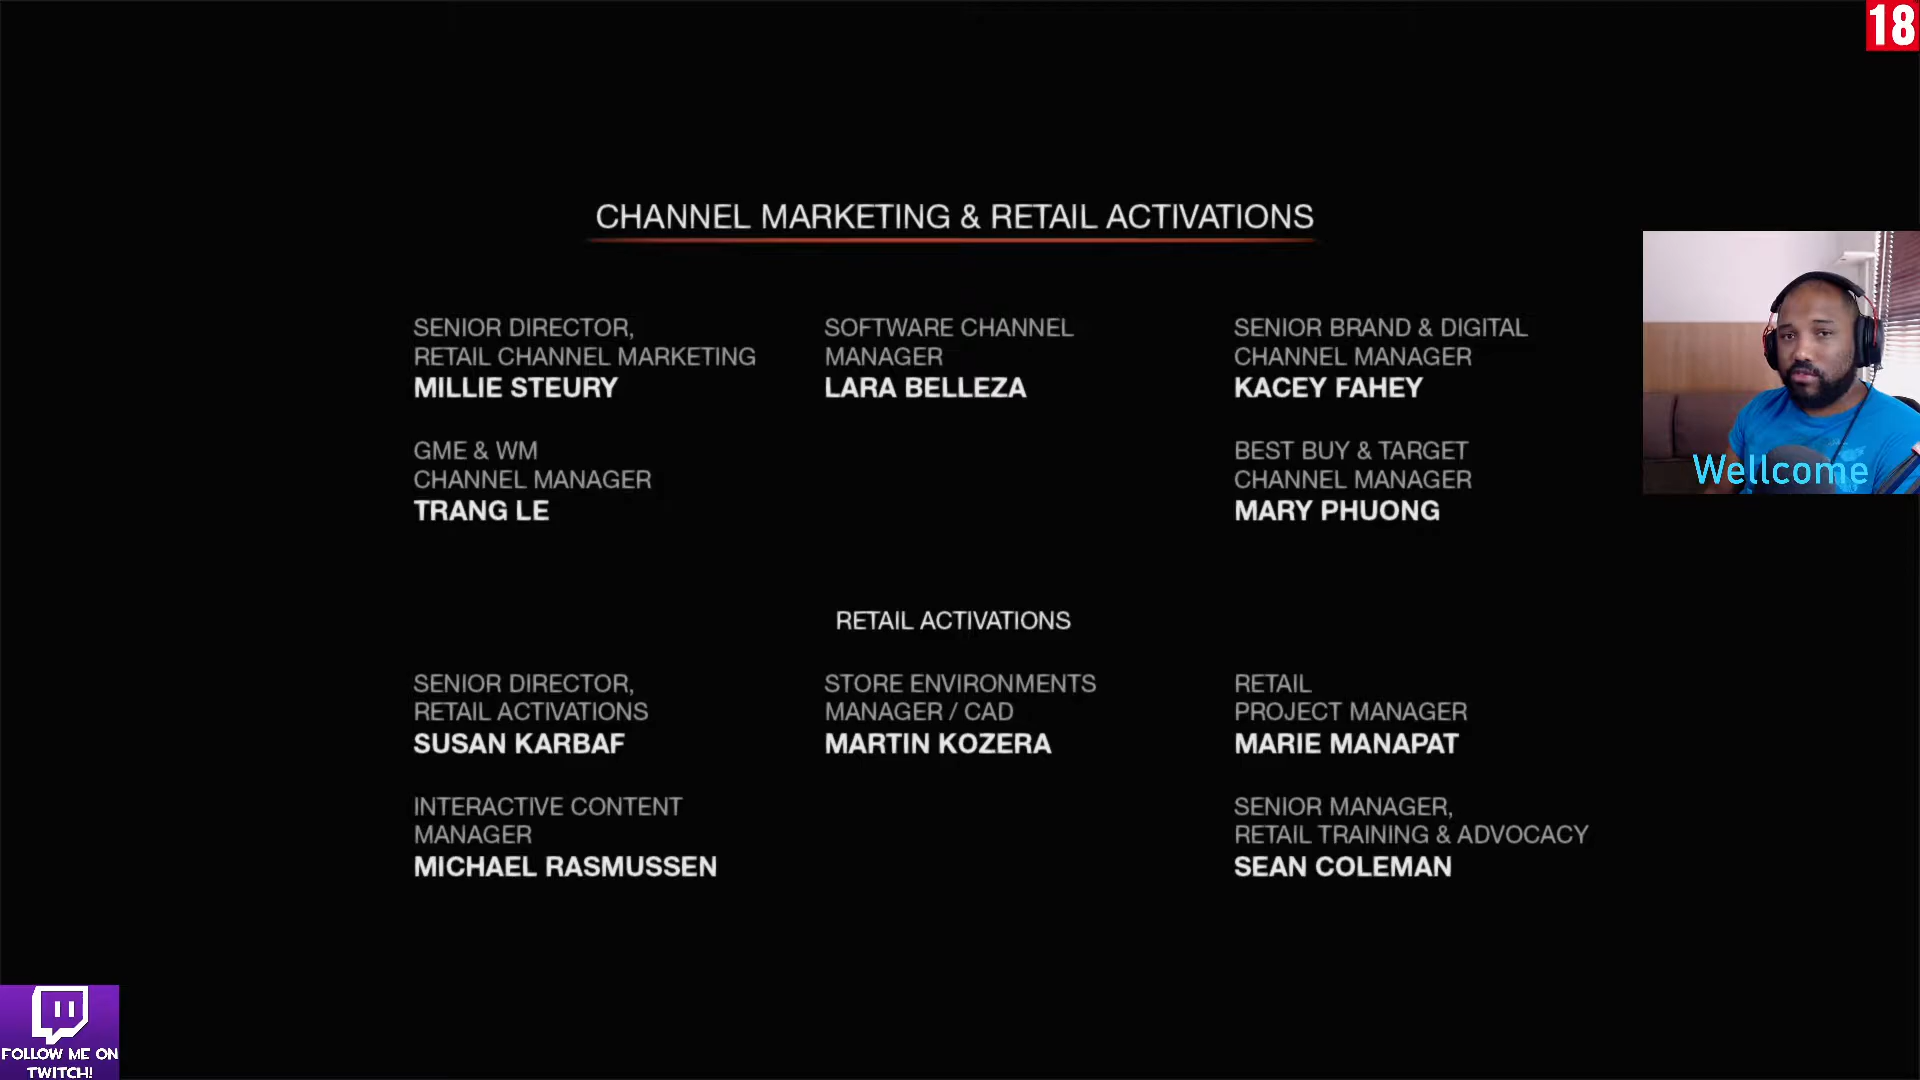 18
CHANNEL MARKETING & RETAIL ACTIVATIONS
SENIOR DIRECTOR,
RETAIL CHANNEL MARKETING
MILLIE STEURY
SOFTWARE CHANNEL
MANAGER
LARA BELLEZA
SENIOR BRAND & DIGITAL
CHANNEL MANAGER
KACEY FAHEY
GME & WM
CHANNEL MANAGER
TRANG LE
BEST BUY & TARGET
CHANNEL MANAGER
MARY PHUONG
Wellcome
RETAIL ACTIVATIONS
SENIOR DIRECTOR,
RETAIL ACTIVATIONS
SUSAN KARBAF
STORE ENVIRONMENTS
MANAGER / CAD
MARTIN KOZERA
RETAIL
PROJECT MANAGER
MARIE MANAPAT
INTERACTIVE CONTENT
MANAGER
MICHAEL RASMUSSEN
SENIOR MANAGER,
RETAIL TRAINING & ADVOCACY
SEAN COLEMAN
FOLLOW ME ON
TWITCH!